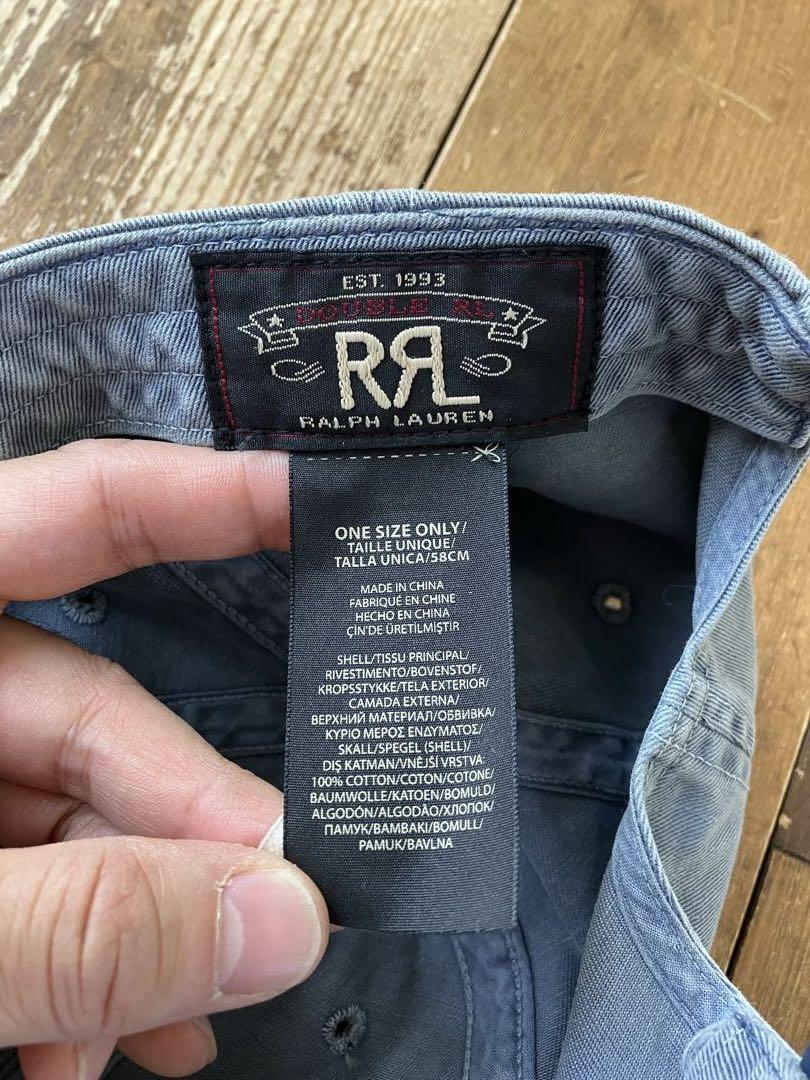 EST. 1993
DOUBLE RL
RRL
RALPH LAUREN
ONE SIZE ONLY/
TAILLE UNIQUE/
TALLA UNICA/58CM
MADE IN CHINA
FABRIQUÉ EN CHINE
HECHO EN CHINA
ÇIN'DE ÜRETILMIŞTIR
SHELL/TISSU PRINCIPAL/
RIVESTIMENTO/BOVENSTOF/
KROPSSTYKKE/TELA EXTERIOR/
CAMADA EXTERNA/
ВЕРХНИЙ МАТЕРИАЛ/ОБВИВКА/
ΚΥΡΙΟ ΜΕΡΟΣ ΕΝΔΥΜΑΤΟΣ/
SKALL/SPEGEL (SHELL)/
DIŞ KATMAN/VNĚJŠÍ VRSTVA:
100% COTTON/COTON/COTONE/
BAUMWOLLE/KATOEN/BOMULD/
ALGODÓN/ALGODÃO/ХЛОПОК/
ПАМУК/ΒΑΜΒΑΚΙ/BOMULL/
PAMUK/BAVLNA